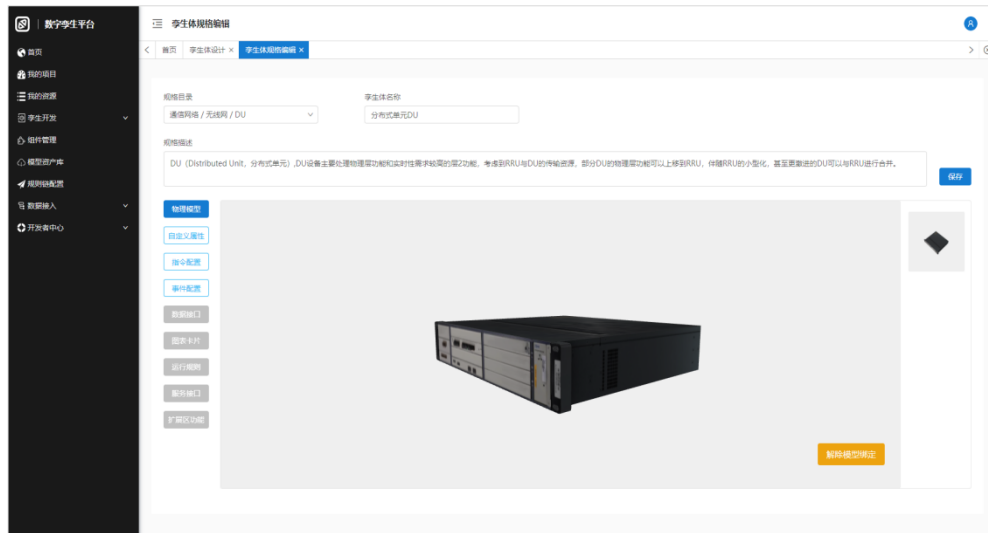 数字孪生平台
孪生体规格编辑
首页
我的项目
我的资源
孪生开发
组件管理
模型资产库
规则链配置
数据接入
开发者中心
首页 孪生体设计 × 孪生体规格编辑 ×
规格目录 孪生体名称
通信网络 / 无线网 / DU 分布式单元DU
规格描述
DU（Distributed Unit，分布式单元）,DU设备主要处理物理层功能和实时性需求较高的层2功能，考虑到RRU与DU的传输资源，部分DU的物理层功能可以上移到RRU，伴随RRU的小型化，甚至更激进的DU可以与RRU进行合并。
保存
物理模型
自定义属性
指令配置
事件配置
数据接口
图表卡片
运行规则
服务接口
扩展区功能
解除模型绑定